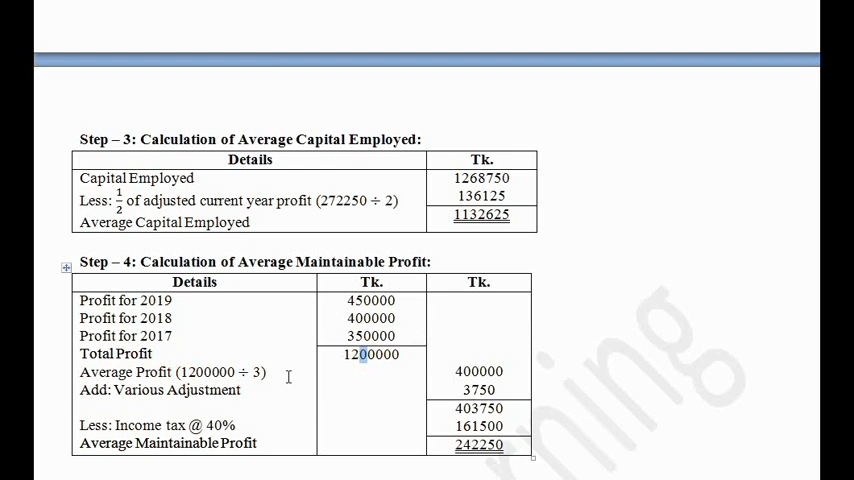 Step – 3: Calculation of Average Capital Employed:
Details Tk.
Capital Employed 1268750
Less: 1/2 of adjusted current year profit (272250 ÷ 2) 136125
Average Capital Employed 1132625
Step – 4: Calculation of Average Maintainable Profit:
Details Tk. Tk.
Profit for 2019 450000
Profit for 2018 400000
Profit for 2017 350000
Total Profit 1200000
Average Profit (1200000 ÷ 3) 400000
Add: Various Adjustment 3750
403750
Less: Income tax @ 40% 161500
Average Maintainable Profit 242250